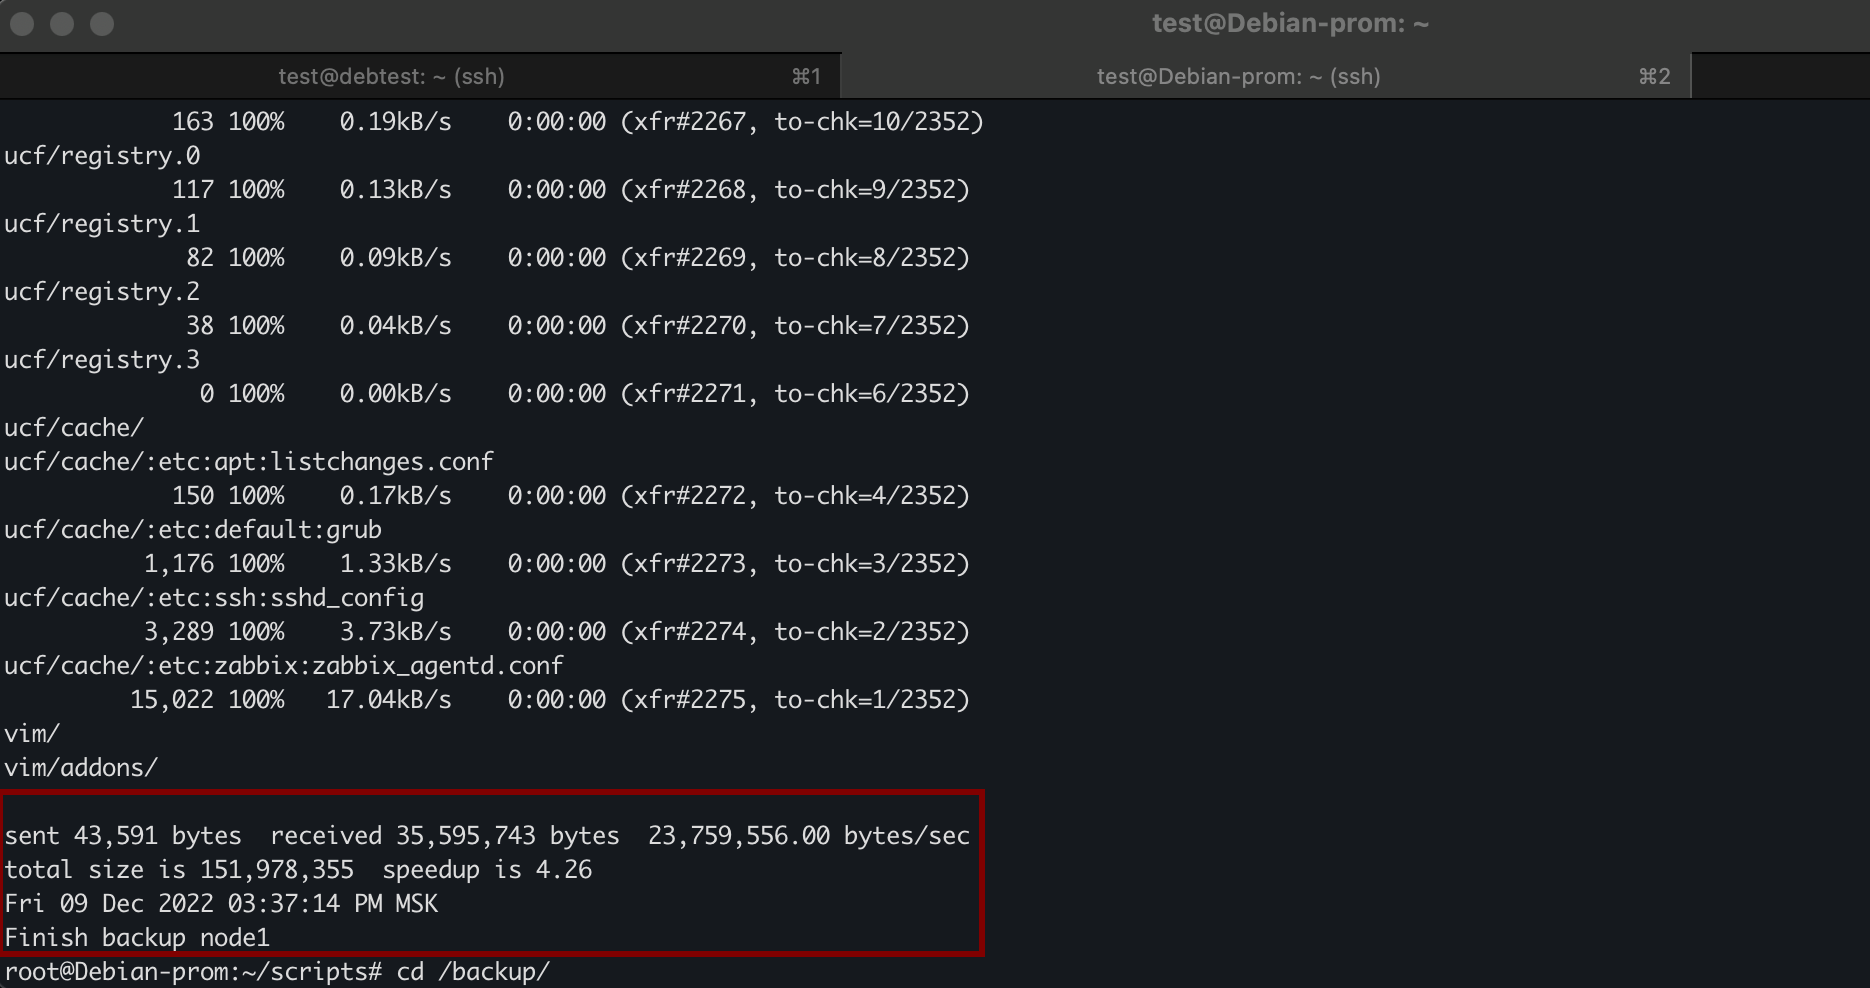 test@Debian-prom: ~
test@debtest: ~ (ssh) ⌘1 test@Debian-prom: ~ (ssh) ⌘2
163 100% 0.19kB/s 0:00:00 (xfr#2267, to-chk=10/2352)
ucf/registry.0
117 100% 0.13kB/s 0:00:00 (xfr#2268, to-chk=9/2352)
ucf/registry.1
82 100% 0.09kB/s 0:00:00 (xfr#2269, to-chk=8/2352)
ucf/registry.2
38 100% 0.04kB/s 0:00:00 (xfr#2270, to-chk=7/2352)
ucf/registry.3
0 100% 0.00kB/s 0:00:00 (xfr#2271, to-chk=6/2352)
ucf/cache/
ucf/cache/:etc:apt:listchanges.conf
150 100% 0.17kB/s 0:00:00 (xfr#2272, to-chk=4/2352)
ucf/cache/:etc:default:grub
1,176 100% 1.33kB/s 0:00:00 (xfr#2273, to-chk=3/2352)
ucf/cache/:etc:ssh:sshd_config
3,289 100% 3.73kB/s 0:00:00 (xfr#2274, to-chk=2/2352)
ucf/cache/:etc:zabbix:zabbix_agentd.conf
15,022 100% 17.04kB/s 0:00:00 (xfr#2275, to-chk=1/2352)
vim/
vim/addons/
sent 43,591 bytes received 35,595,743 bytes 23,759,556.00 bytes/sec
total size is 151,978,355 speedup is 4.26
Fri 09 Dec 2022 03:37:14 PM MSK
Finish backup node1
root@Debian-prom:~/scripts# cd /backup/